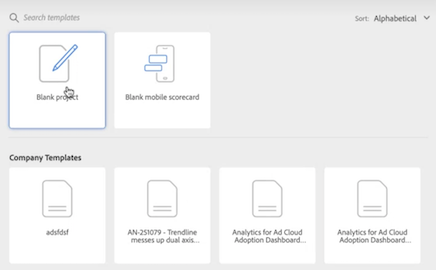 Search templates
Sort: Alphabetical
Blank project
Blank mobile scorecard
Company Templates
adsfdsf
AN-251079 - Trendline
messes up dual axis...
Analytics for Ad Cloud
Adoption Dashboard...
Analytics for Ad Cloud
Adoption Dashboard...